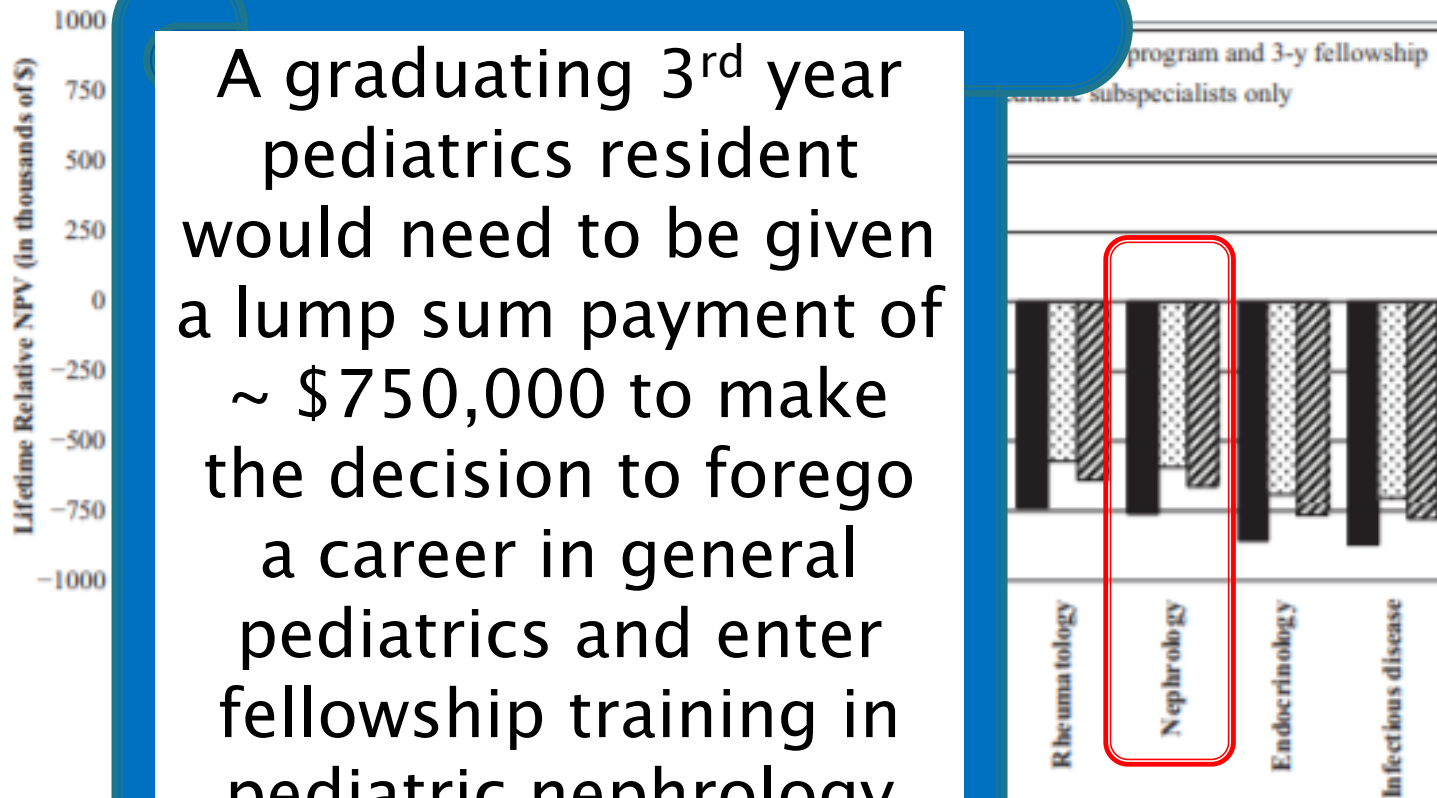 1000
750
500
250
0
−250
−500
−750
−1000
Lifetime Relative NPV (in thousands of $)
A graduating 3rd year
pediatrics resident
would need to be given
a lump sum payment of
~ $750,000 to make
the decision to forego
a career in general
pediatrics and enter
fellowship training in
pediatric nephrology
program and 3-y fellowship
subspecialists only
Rheumatology
Nephrology
Endocrinology
Infectious disease